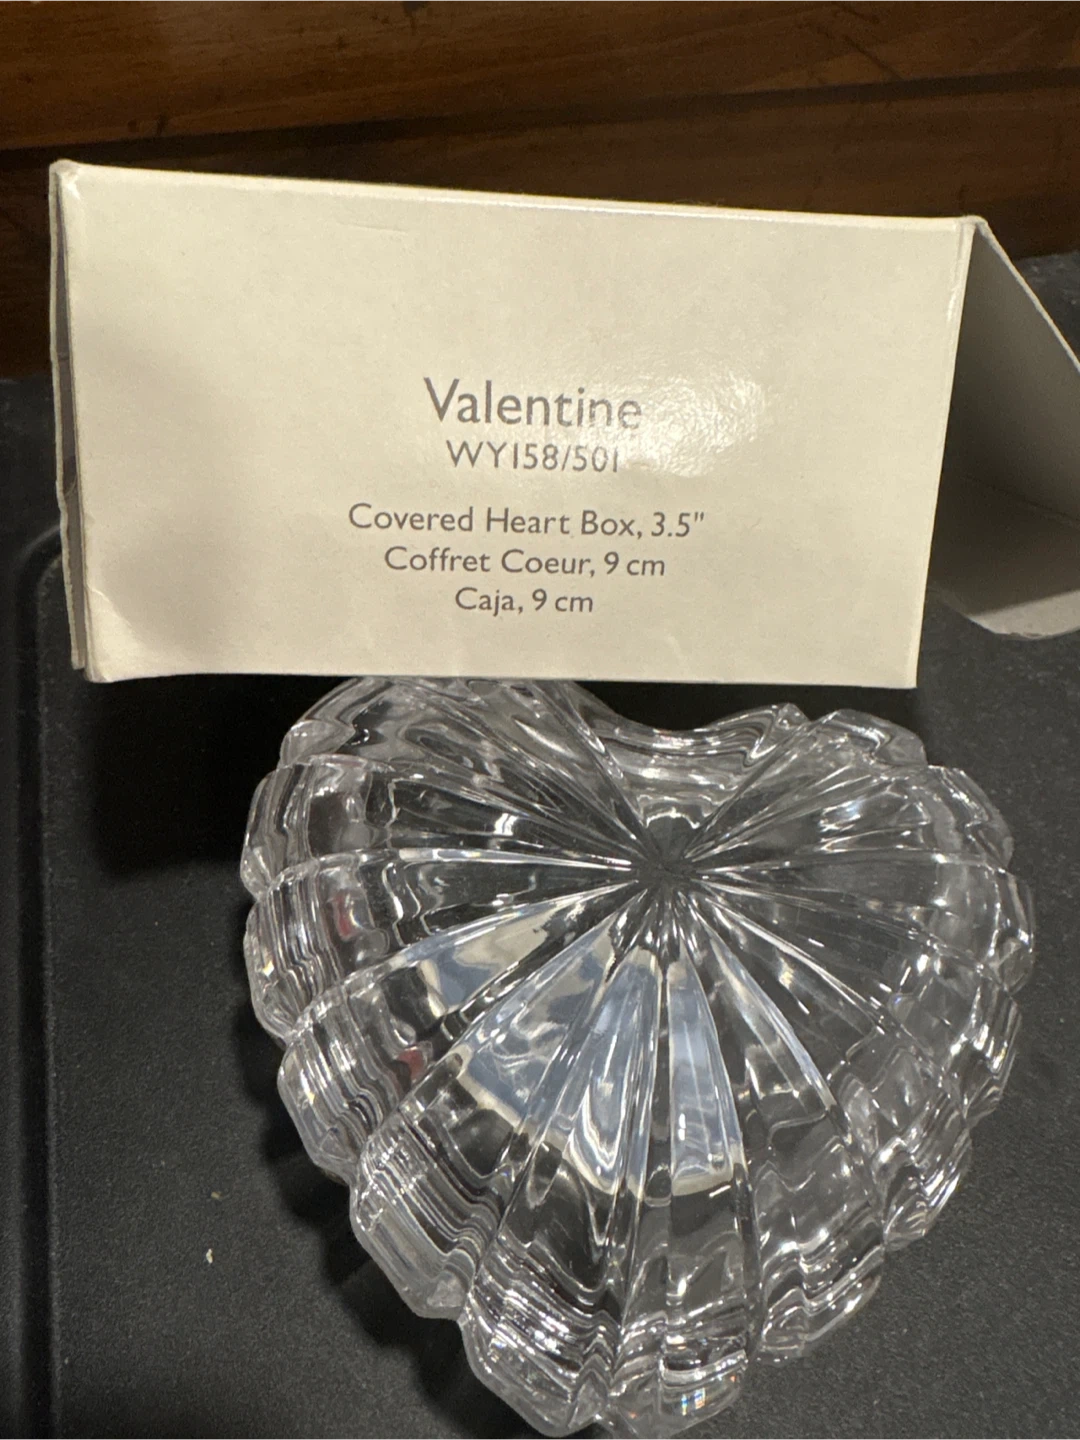 Valentine
WY158/501
Covered Heart Box, 3.5"
Coffret Coeur, 9 cm
Caja, 9 cm